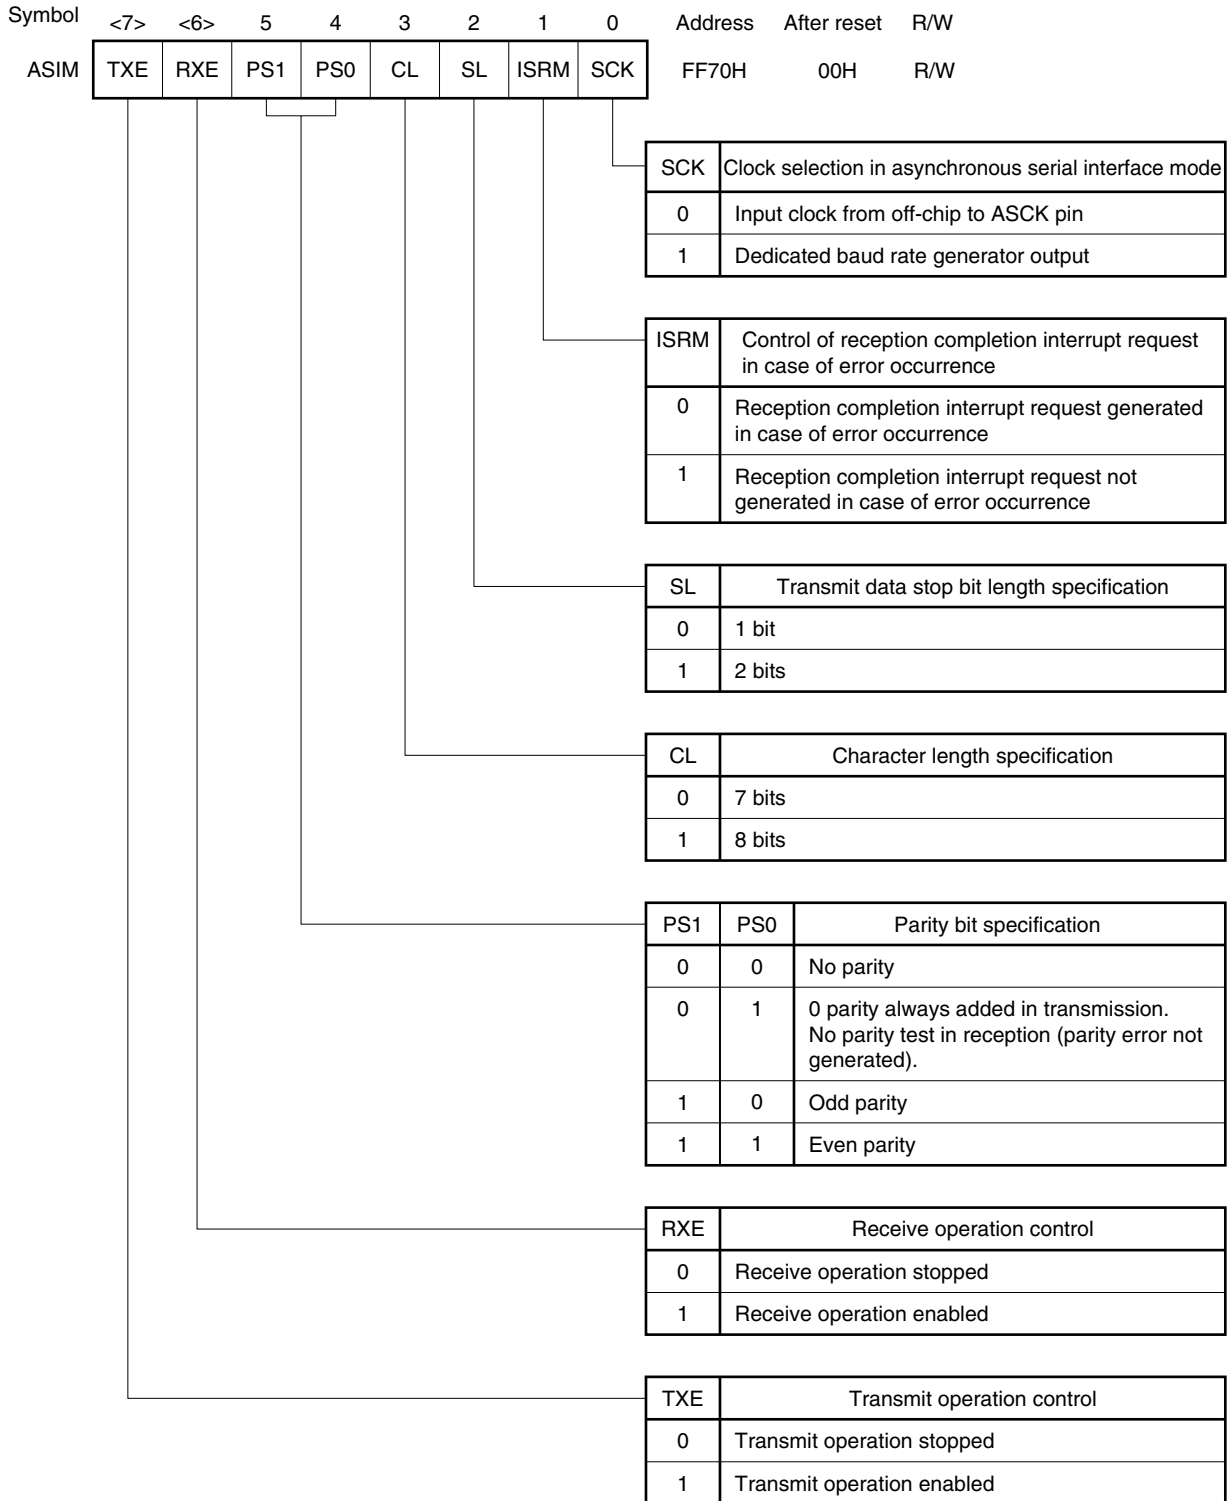 Symbol <7> <6> 5 4 3 2 1 0 Address After reset R/W
ASIM TXE RXE PS1 PS0 CL SL ISRM SCK FF70H 00H R/W
SCK Clock selection in asynchronous serial interface mode
0 Input clock from off-chip to ASCK pin
1 Dedicated baud rate generator output
ISRM Control of reception completion interrupt request
in case of error occurrence
0 Reception completion interrupt request generated
in case of error occurrence
1 Reception completion interrupt request not
generated in case of error occurrence
SL Transmit data stop bit length specification
0 1 bit
1 2 bits
CL Character length specification
0 7 bits
1 8 bits
PS1 PS0 Parity bit specification
0 0 No parity
0 1 0 parity always added in transmission.
No parity test in reception (parity error not
generated).
1 0 Odd parity
1 1 Even parity
RXE Receive operation control
0 Receive operation stopped
1 Receive operation enabled
TXE Transmit operation control
0 Transmit operation stopped
1 Transmit operation enabled